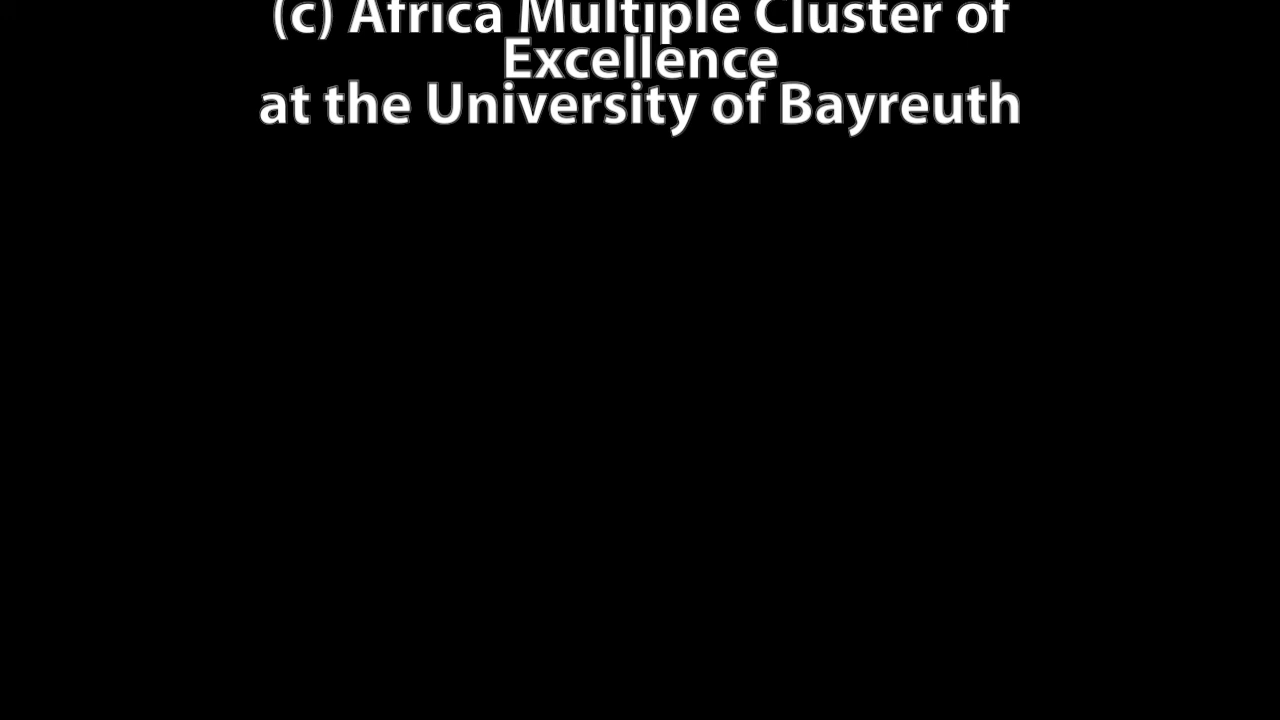 (c) Africa Multiple Cluster of
Excellence
at the University of Bayreuth